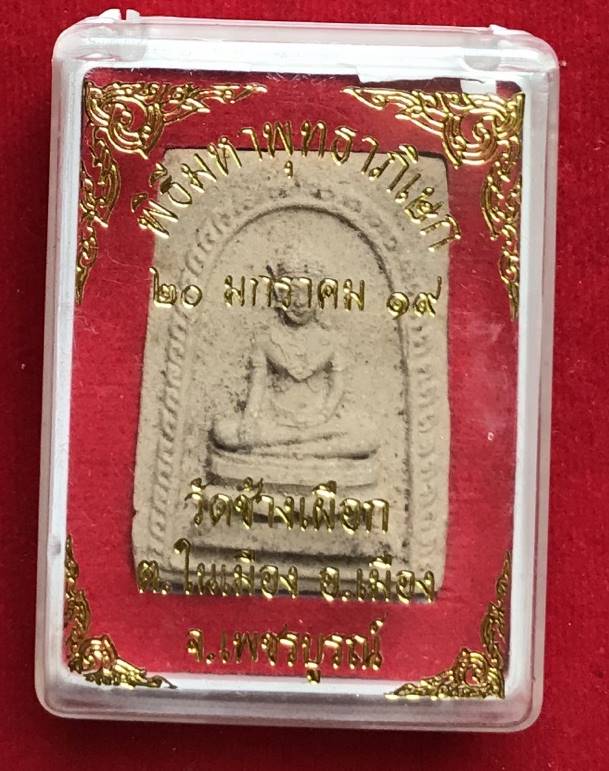 พิธีมหาพุทธาภิเษก
๒๐ มกราคม ๑๙
วัดช้างเผือก
ต.ในเมือง อ.เมือง
จ.เพชรบูรณ์